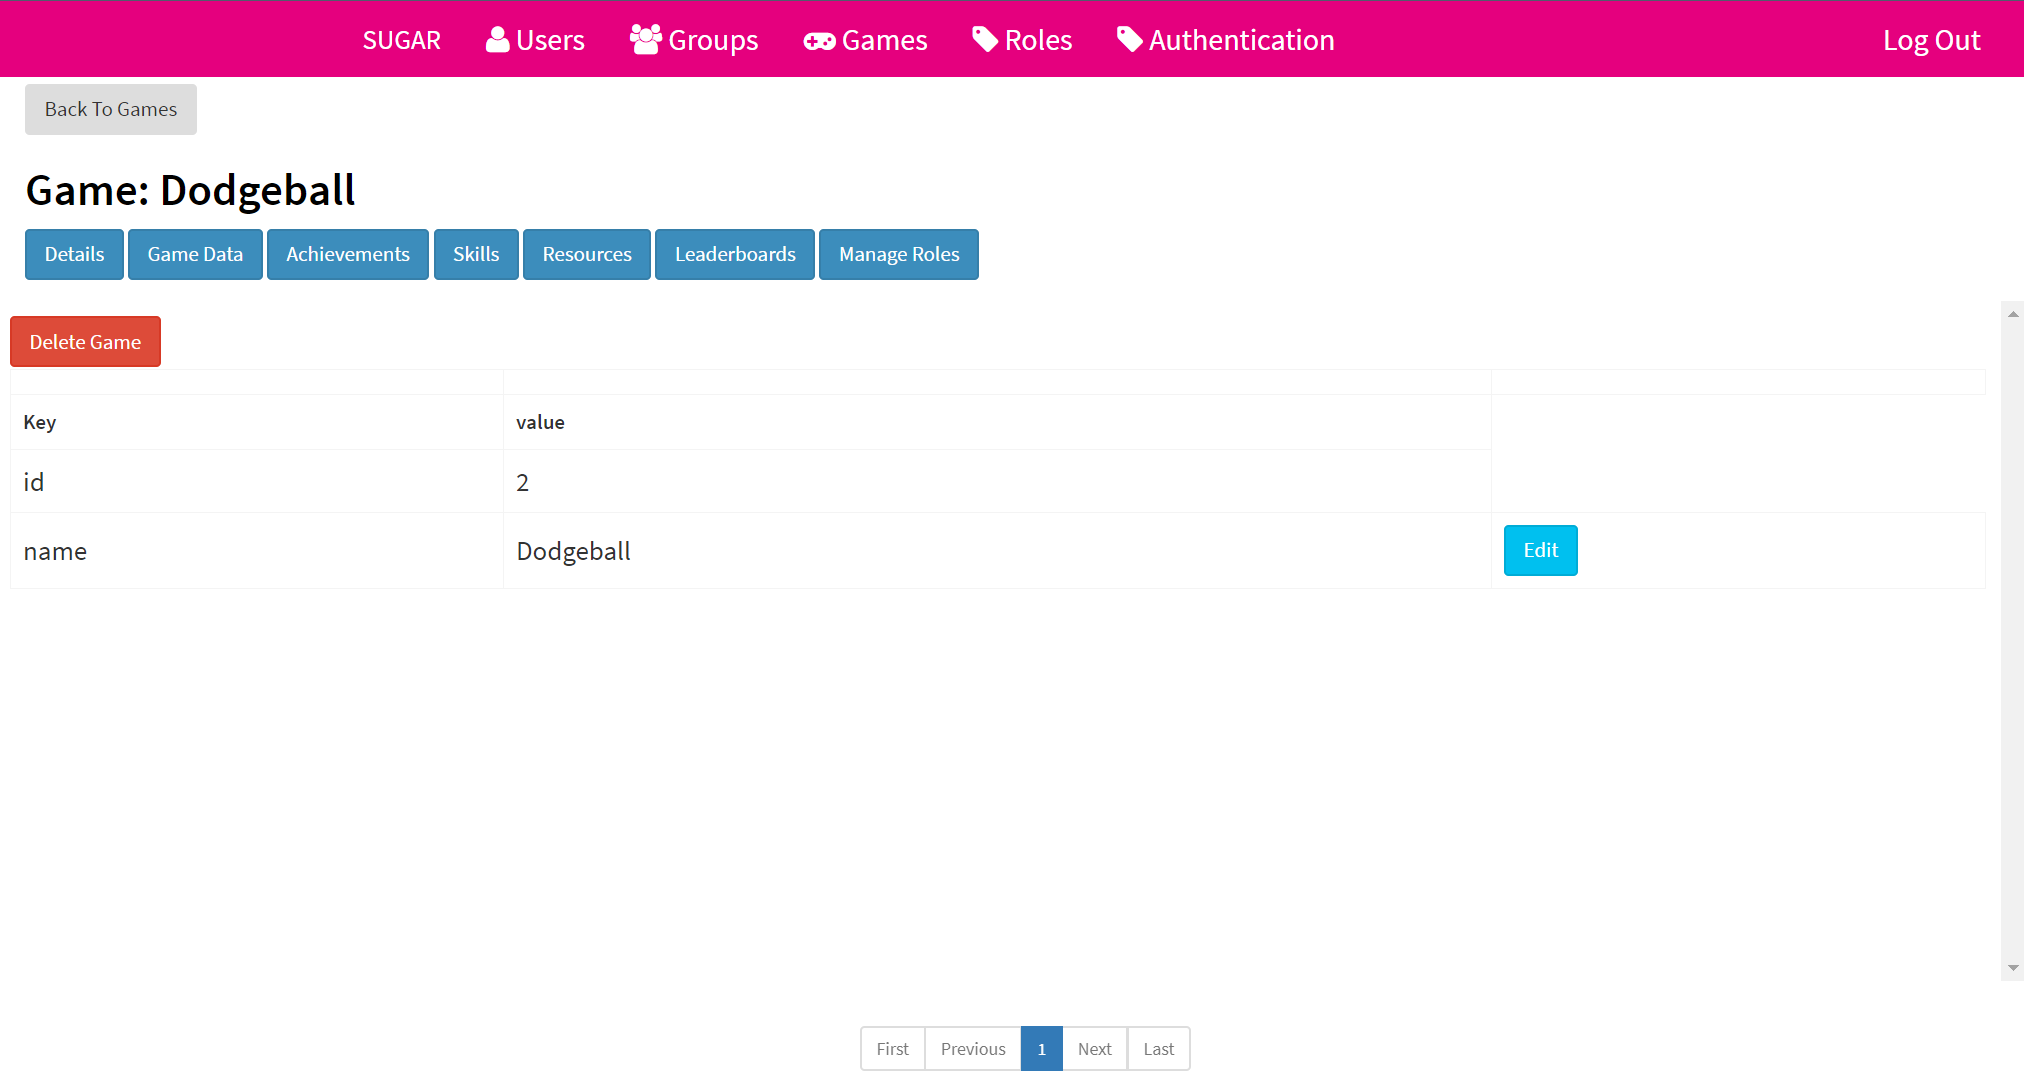 SUGAR Users Groups Games Roles Authentication Log Out
Back To Games
Game: Dodgeball
Details Game Data Achievements Skills Resources Leaderboards Manage Roles
Delete Game
Key value
id 2
name Dodgeball Edit
First Previous 1 Next Last